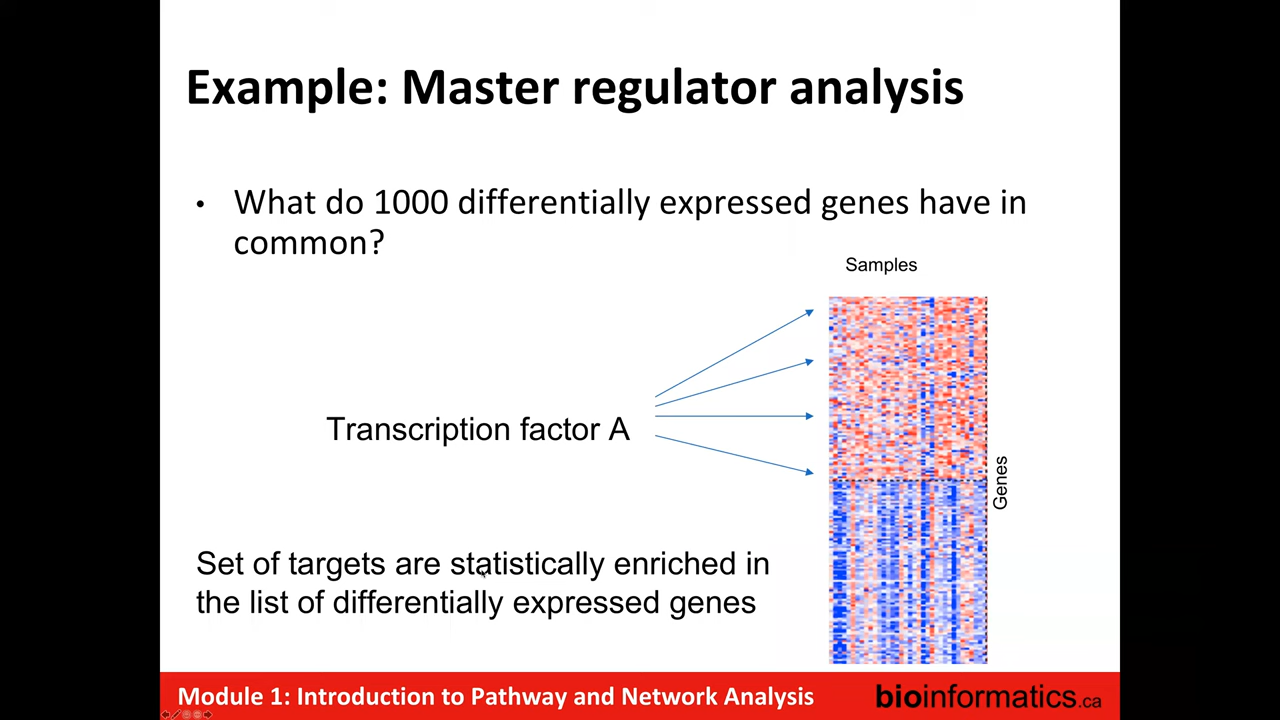 Example: Master regulator analysis
• What do 1000 differentially expressed genes have in
common?
Samples
Transcription factor A
Genes
Set of targets are statistically enriched in
the list of differentially expressed genes
Module 1: Introduction to Pathway and Network Analysis
bioinformatics.ca